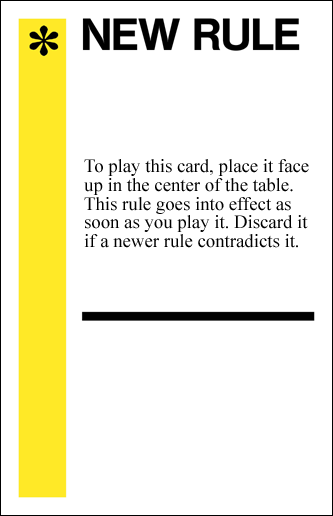 * NEW RULE
To play this card, place it face
up in the center of the table.
This rule goes into effect as
soon as you play it. Discard it
if a newer rule contradicts it.